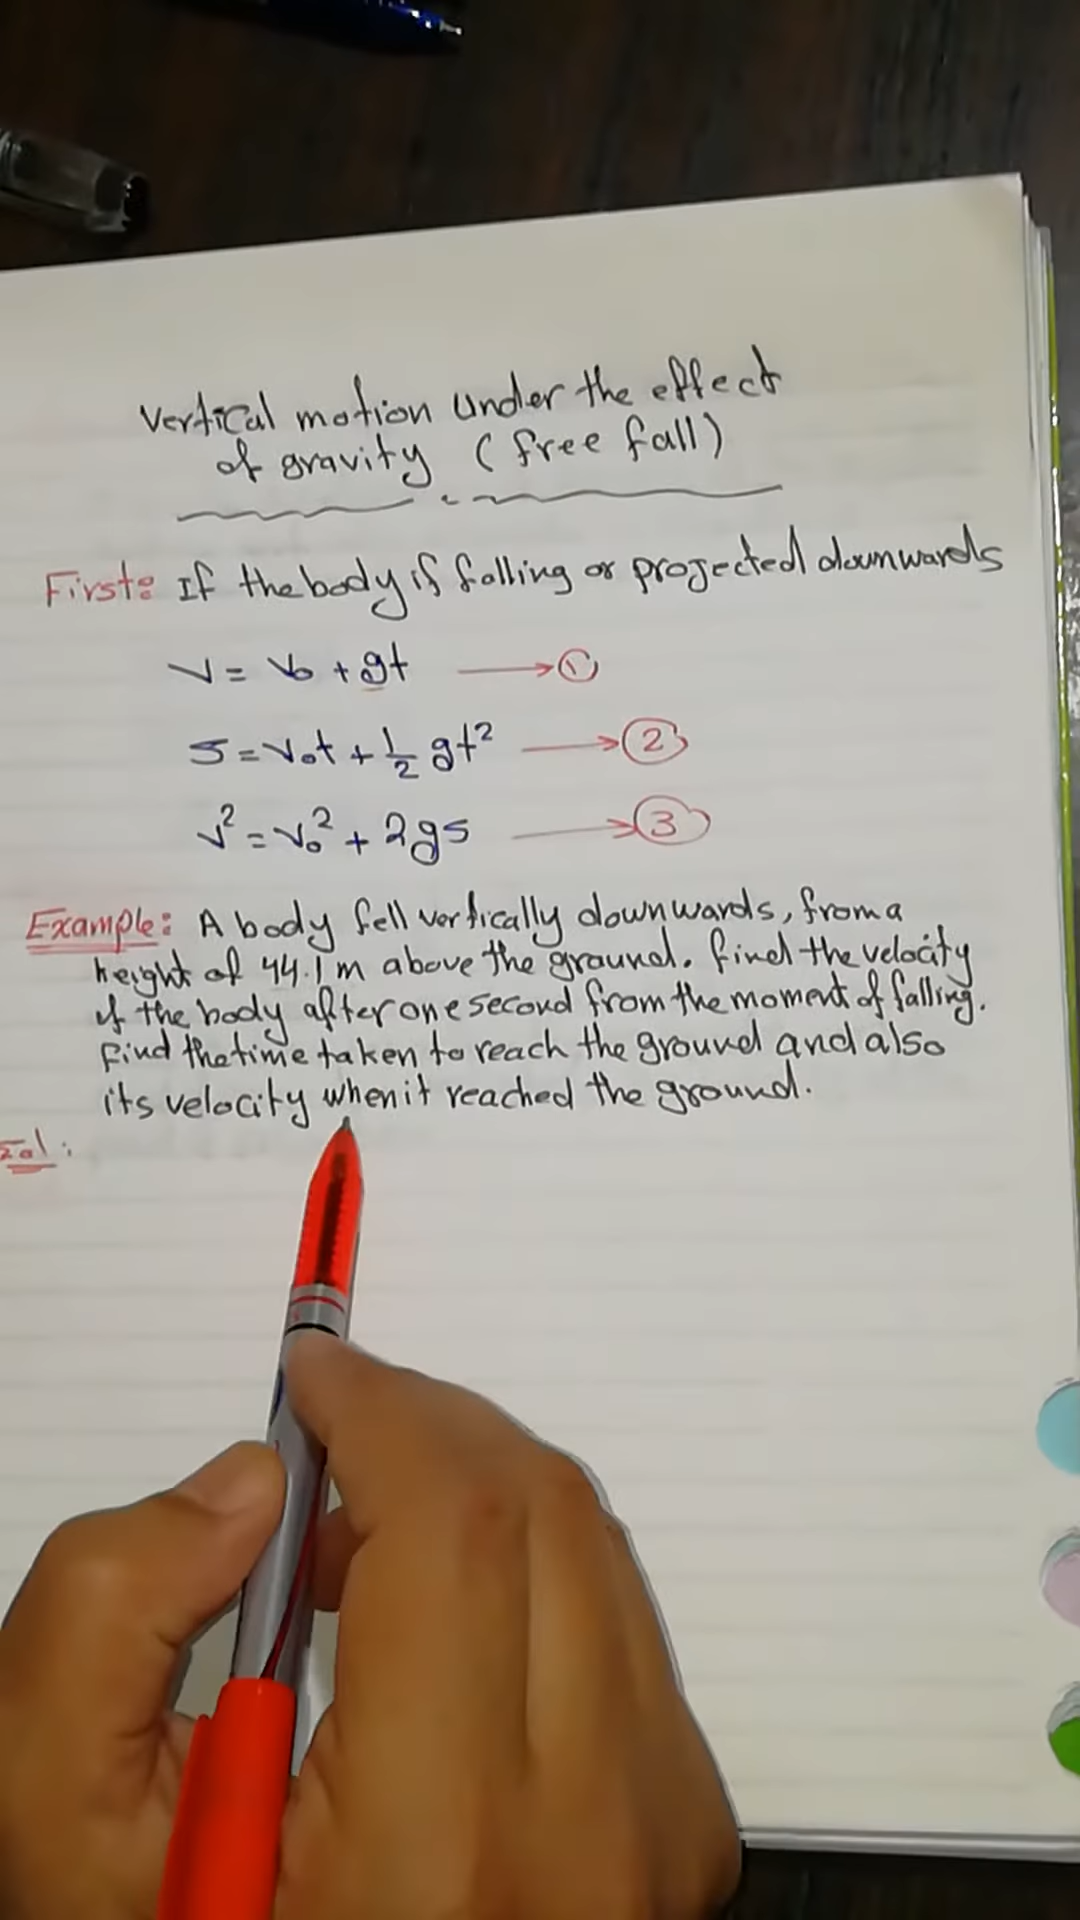 Vertical motion under the effect
of gravity (free fall)
First: If the body if falling or projected downwards
V = V₀ + gt → ①
S = V₀t + 1/2 gt² → ②
V² = V₀² + 2gs → ③
Example: A body fell vertically downwards, from a
height of 44.1 m above the ground. find the velocity
of the body after one second from the moment of falling.
find the time taken to reach the ground and also
its velocity when it reached the ground.
Sol: